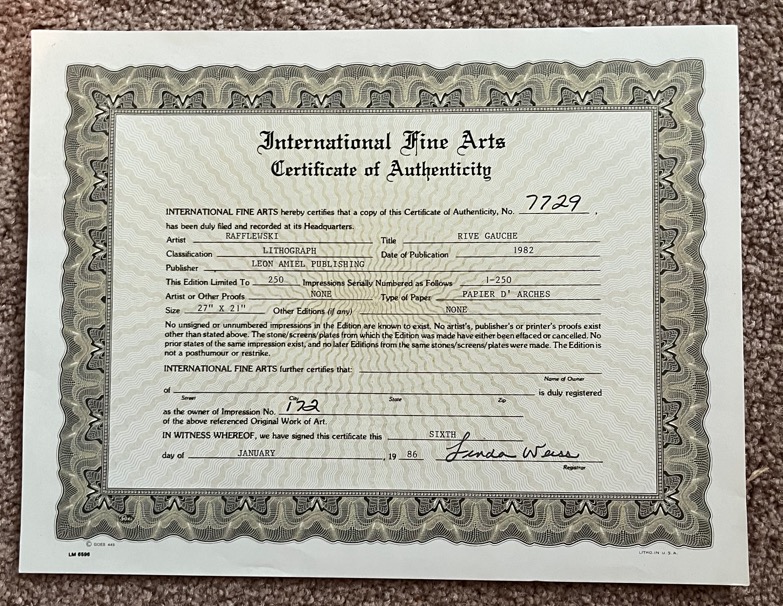 International Fine Arts
Certificate of Authenticity
INTERNATIONAL FINE ARTS hereby certifies that a copy of this Certificate of Authenticity, No. 7729 ,
has been duly filed and recorded at its Headquarters.
Artist RAFFLEWSKI Title RIVE GAUCHE
Classification LITHOGRAPH Date of Publication 1982
Publisher LEON AMIEL PUBLISHING
This Edition Limited To 250 Impressions Serially Numbered as Follows 1-250
Artist or Other Proofs NONE Type of Paper PAPIER D' ARCHES
Size 27" X 21" Other Editions (if any) NONE
No unsigned or unnumbered impressions in the Edition are known to exist. No artist's, publisher's or printer's proofs exist
other than stated above. The stone/screens/plates from which the Edition was made have either been effaced or cancelled. No
prior states of the same impression exist, and no later Editions from the same stones/screens/plates were made. The Edition is
not a posthumour or restrike.
INTERNATIONAL FINE ARTS further certifies that:
Name of Owner
of is duly registered
Street City State Zip
as the owner of Impression No. 172
of the above referenced Original Work of Art.
IN WITNESS WHEREOF, we have signed this certificate this SIXTH
day of JANUARY , 19 86 Linda Weiss
Registrar
© GOES 445
LM 6596
LITHO. IN U.S.A.